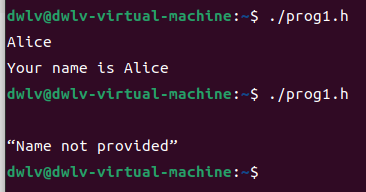 dwlv@dwlv-virtual-machine:~$ ./prog1.h
Alice
Your name is Alice
dwlv@dwlv-virtual-machine:~$ ./prog1.h
“Name not provided”
dwlv@dwlv-virtual-machine:~$